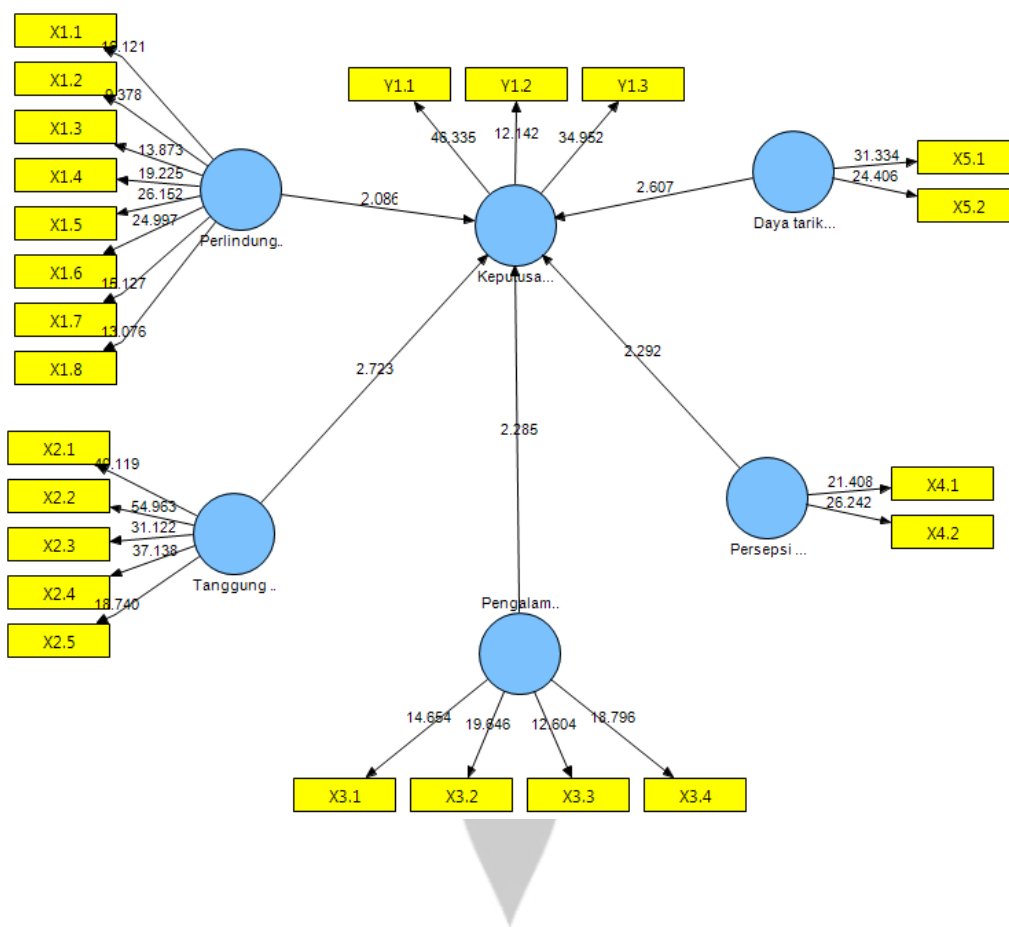 X1.1
X1.2
9.378
X1.3
13.873
X1.4
19.225
X1.5
26.152
24.997
X1.6
15.127
X1.7
13.076
X1.8
Perlindung..
2.086
Y1.1
Y1.2
Y1.3
46.335
12.142
34.952
Keputusa...
2.607
Daya tarik...
31.334
X5.1
24.406
X5.2
2.723
2.285
2.292
X2.1
X2.2
54.963
X2.3
31.122
37.138
X2.4
18.740
X2.5
Tanggung ..
Persepsi ...
21.408
X4.1
26.242
X4.2
Pengalam..
14.654
19.646
12.604
18.796
X3.1
X3.2
X3.3
X3.4